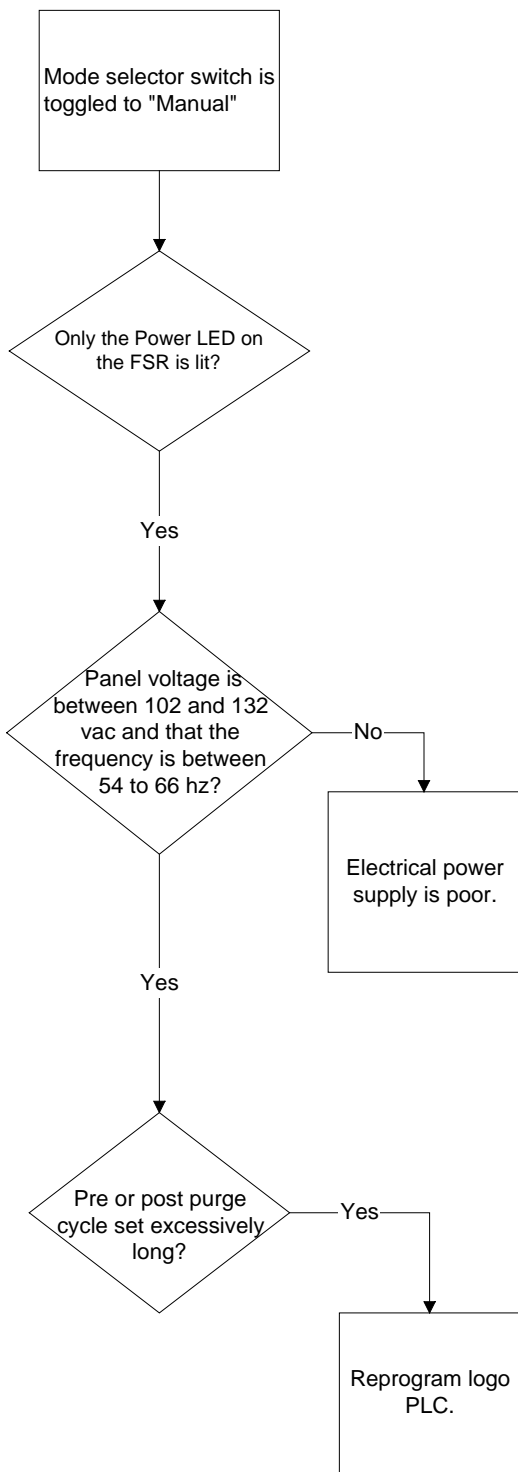 Mode selector switch is
toggled to "Manual"
Only the Power LED on
the FSR is lit?
Yes
Panel voltage is
between 102 and 132
vac and that the
frequency is between
54 to 66 hz?
No
Electrical power
supply is poor.
Yes
Pre or post purge
cycle set excessively
long?
Yes
Reprogram logo
PLC.